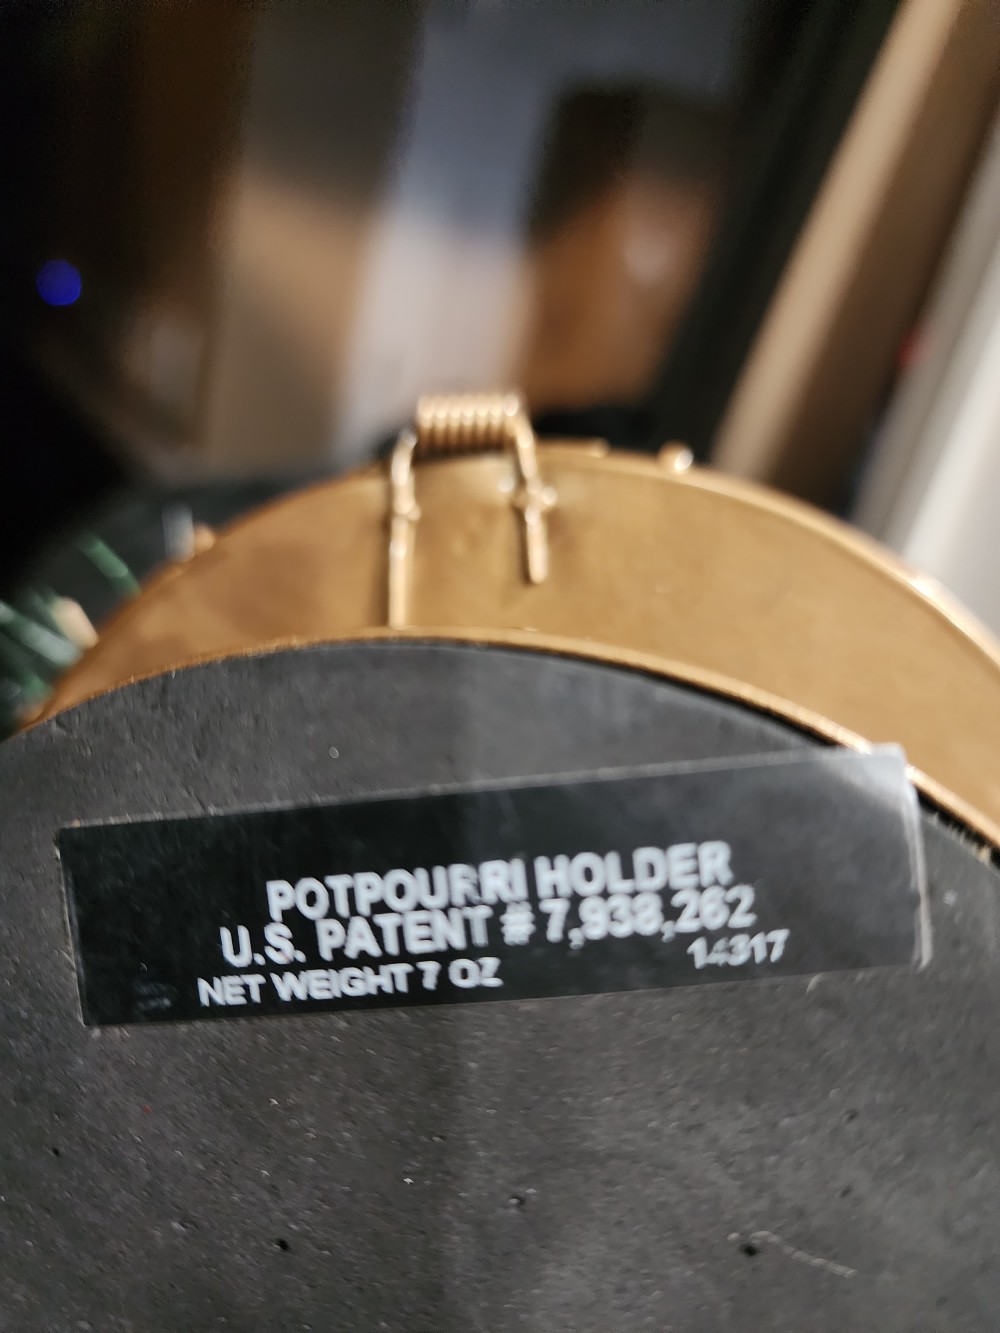 POTPOURRI HOLDER
U.S. PATENT # 7,938,262
NET WEIGHT 7 OZ 14317